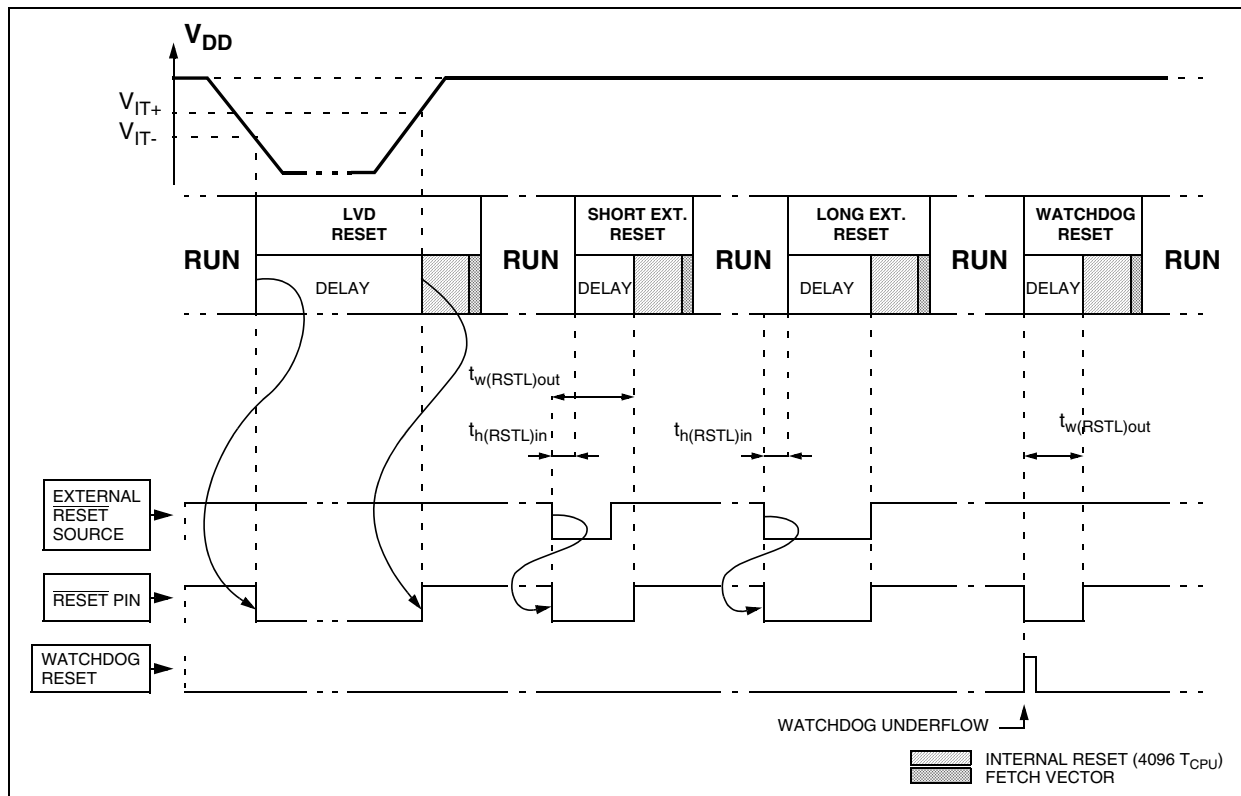 VDD
VIT+
VIT-
LVD
RESET
SHORT EXT.
RESET
LONG EXT.
RESET
WATCHDOG
RESET
RUN
RUN
RUN
RUN
RUN
DELAY
DELAY
DELAY
DELAY
tw(RSTL)out
th(RSTL)in
th(RSTL)in
tw(RSTL)out
EXTERNAL
RESET
SOURCE
RESET PIN
WATCHDOG
RESET
WATCHDOG UNDERFLOW
INTERNAL RESET (4096 TCPU)
FETCH VECTOR